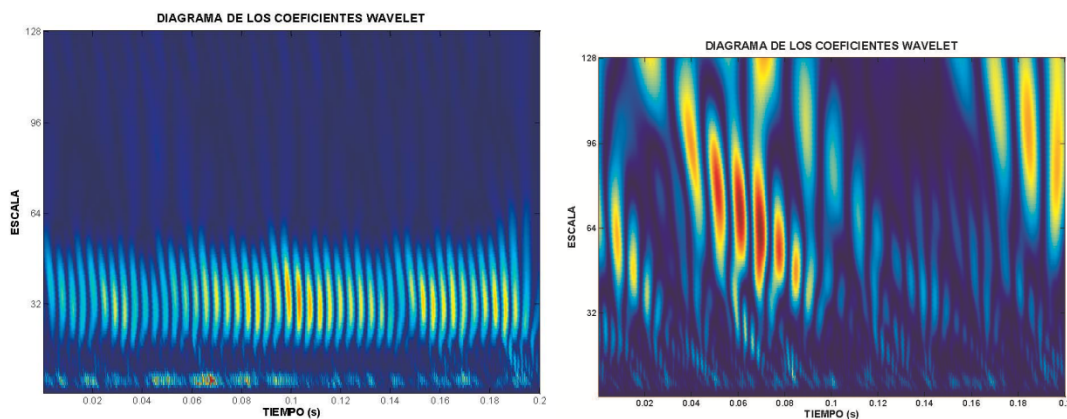 DIAGRAMA DE LOS COEFICIENTES WAVELET
128
96
64
32
ESCALA
0.02 0.04 0.06 0.08 0.1 0.12 0.14 0.16 0.18 0.2
TIEMPO (s)
DIAGRAMA DE LOS COEFICIENTES WAVELET
128
96
64
32
ESCALA
0.02 0.04 0.06 0.08 0.1 0.12 0.14 0.16 0.18 0.2
TIEMPO (s)